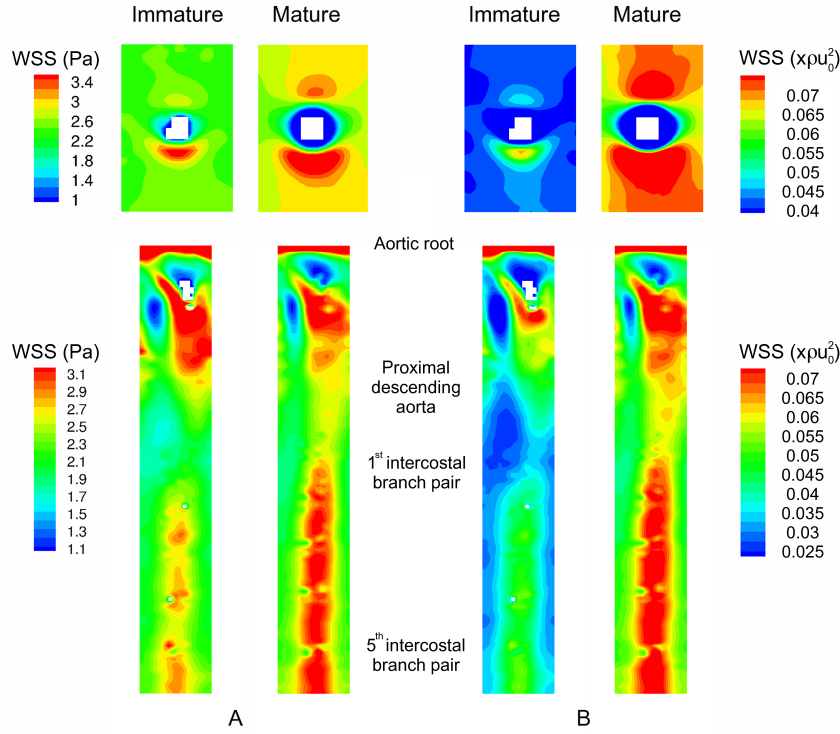 Immature
Mature
Immature
Mature
WSS (Pa)
3.4
3
2.6
2.2
1.8
1.4
1
WSS (xρu₀²)
0.07
0.065
0.06
0.055
0.05
0.045
0.04
Aortic root
WSS (Pa)
3.1
2.9
2.7
2.5
2.3
2.1
1.9
1.7
1.5
1.3
1.1
Proximal
descending
aorta
1st intercostal
branch pair
5th intercostal
branch pair
WSS (xρu₀²)
0.07
0.065
0.06
0.055
0.05
0.045
0.04
0.035
0.03
0.025
A
B